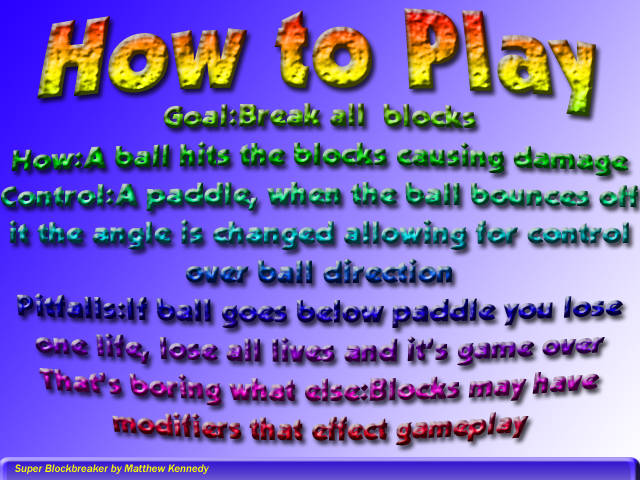 How to Play
Goal:Break all blocks
How:A ball hits the blocks causing damage
Control:A paddle, when the ball bounces off
it the angle is changed allowing for control
over ball direction
Pitfalls:If ball goes below paddle you lose
one life, lose all lives and it's game over
That's boring what else:Blocks may have
modifiers that effect gameplay
Super Blockbreaker by Matthew Kennedy